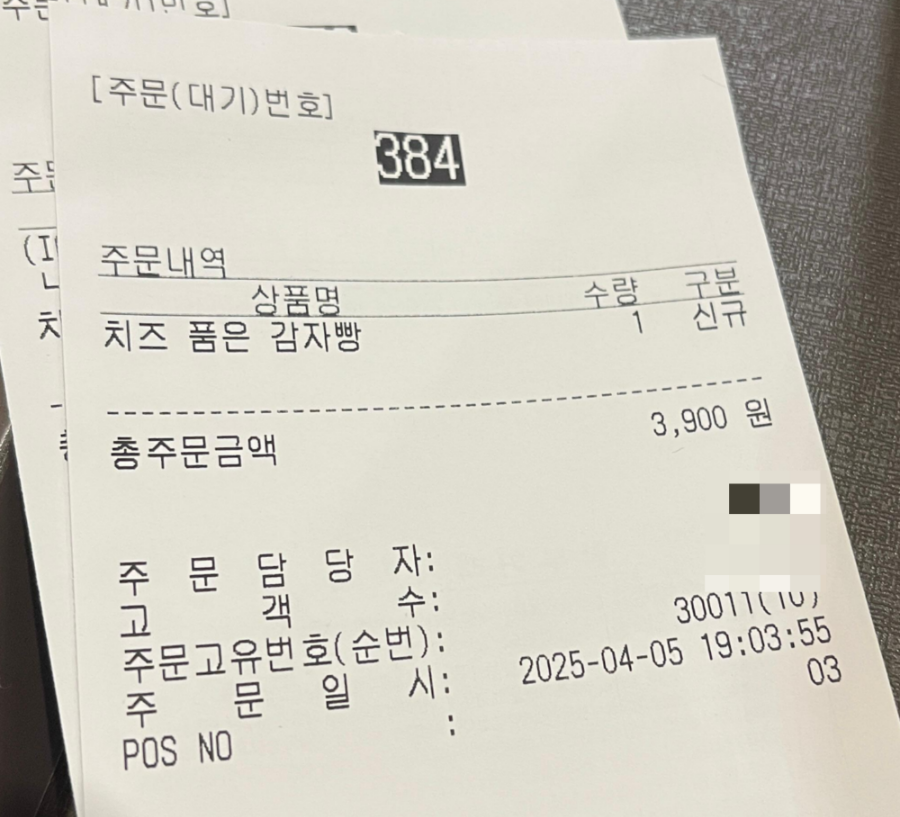 [주문(대기)번호]
384
주문내역
상품명 수량 구분
치즈 품은 감자빵 1 신규
총주문금액 3,900 원
주 문 담 당 자:
고 객 수:
주문고유번호(순번): 30011(10)
주 문 일 시: 2025-04-05 19:03:55
POS NO : 03